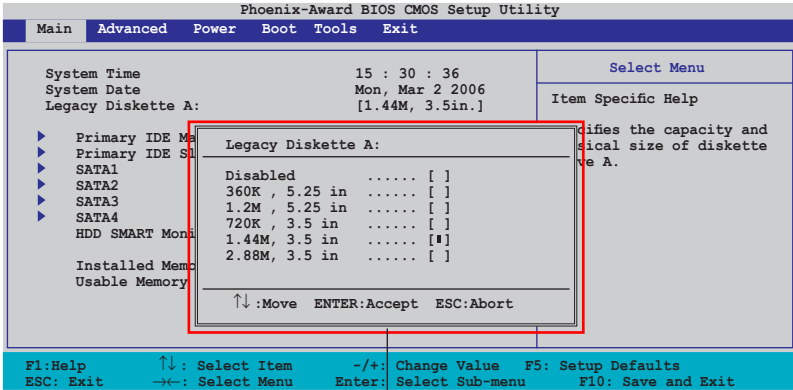 Phoenix-Award BIOS CMOS Setup Utility
Main Advanced Power Boot Tools Exit
System Time 15 : 30 : 36
System Date Mon, Mar 2 2006
Legacy Diskette A: [1.44M, 3.5in.]
Primary IDE Ma
Primary IDE Sl
SATA1
SATA2
SATA3
SATA4
HDD SMART Moni
Installed Memo
Usable Memory
Legacy Diskette A:
Disabled ...... [ ]
360K , 5.25 in ...... [ ]
1.2M , 5.25 in ...... [ ]
720K , 3.5 in ...... [ ]
1.44M, 3.5 in ...... [▮]
2.88M, 3.5 in ...... [ ]
↑↓ :Move ENTER:Accept ESC:Abort
Select Menu
Item Specific Help
cifies the capacity and
sical size of diskette
ve A.
F1:Help ↑↓ : Select Item -/+: Change Value F5: Setup Defaults
ESC: Exit →←: Select Menu Enter: Select Sub-menu F10: Save and Exit